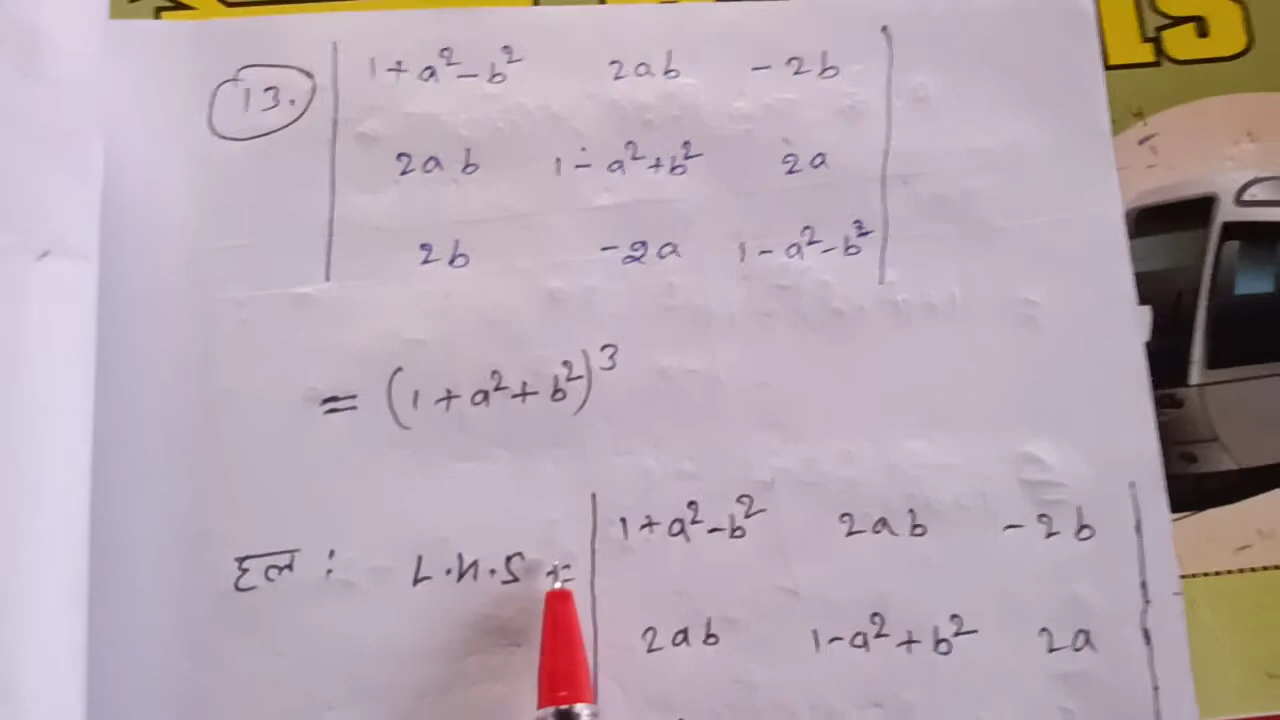 13. 1+a²-b² 2ab -2b
2ab 1-a²+b² 2a
2b -2a 1-a²-b²
= (1+a²+b²)³
हल: L.H.S = 1+a²-b² 2ab -2b
2ab 1-a²+b² 2a